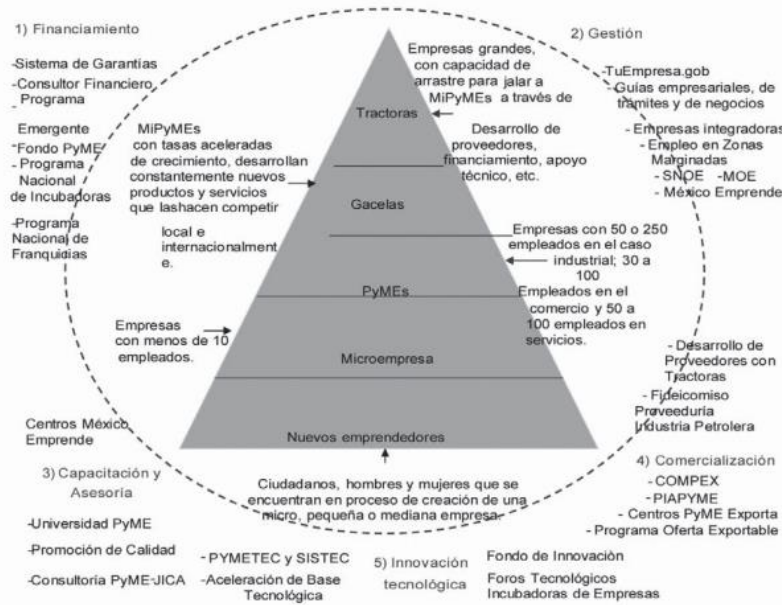 1) Financiamiento
-Sistema de Garantías
-Consultor Financiero
- Programa
Emergente
-Fondo PyME
- Programa
Nacional
de Incubadoras
-Programa
Nacional de
Franquicias
MiPyMEs
con tasas aceleradas
de crecimiento, desarrollan
constantemente nuevos
productos y servicios
que lashacen competir
local e
internacionalment
e.
Empresas
con menos de 10
empleados.
Empresas grandes,
con capacidad de
arrastre para jalar a
MiPyMEs a través de
Desarrollo de
proveedores,
financiamiento, apoyo
técnico, etc.
Tractoras
Gacelas
PyMEs
Microempresa
Nuevos emprendedores
Empresas con 50 o 250
empleados en el caso
industrial; 30 a
100
Empleados en el
comercio y 50 a
100 empleados en
servicios.
2) Gestión
-TuEmpresa.gob
- Guías empresariales, de
trámites y de negocios
- Empresas integradoras
- Empleo en Zonas
Marginadas
- SNOE -MOE
- México Emprende
- Desarrollo de
Proveedores con
Tractoras
- Fideicomiso
Proveeduría
Industria Petrolera
4) Comercialización
- COMPEX
- PIAPYME
- Centros PyME Exporta
- Programa Oferta Exportable
Centros México
Emprende
3) Capacitación y
Asesoría
-Universidad PyME
-Promoción de Calidad
-Consultoría PyME-JICA
Ciudadanos, hombres y mujeres que se
encuentran en proceso de creación de una
micro, pequeña o mediana empresa.
- PYMETEC y SISTEC
-Aceleración de Base
Tecnológica
5) Innovación
tecnológica
Fondo de Innovación
Foros Tecnológicos
Incubadoras de Empresas